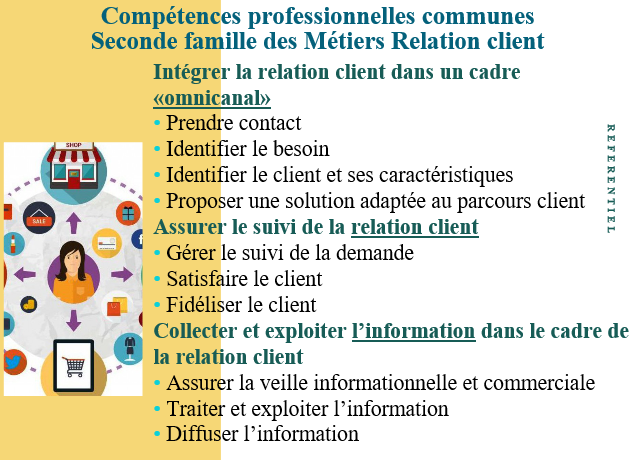 Compétences professionnelles communes
Seconde famille des Métiers Relation client
Intégrer la relation client dans un cadre
«omnicanal»
• Prendre contact
• Identifier le besoin
• Identifier le client et ses caractéristiques
• Proposer une solution adaptée au parcours client
Assurer le suivi de la relation client
• Gérer le suivi de la demande
• Satisfaire le client
• Fidéliser le client
Collecter et exploiter l’information dans le cadre de
la relation client
• Assurer la veille informationnelle et commerciale
• Traiter et exploiter l’information
• Diffuser l’information
REFERENTIEL
SHOP
SALE